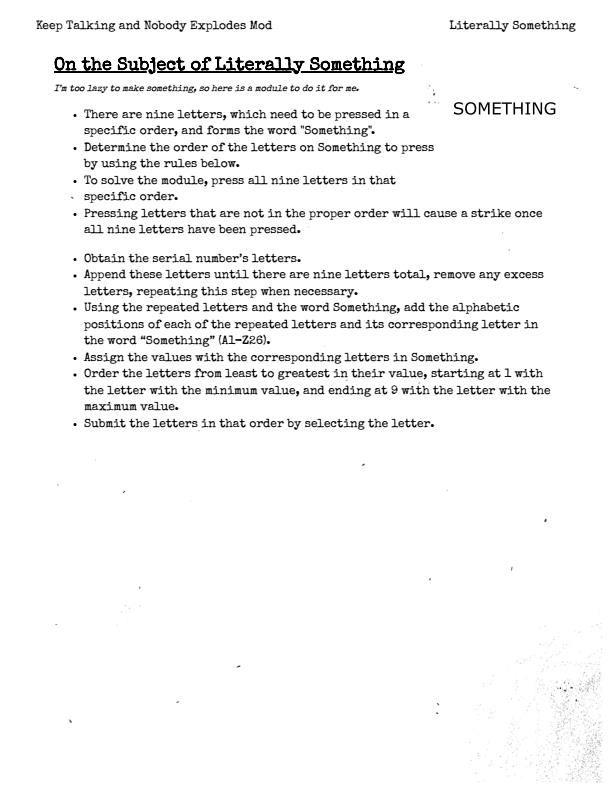 Keep Talking and Nobody Explodes Mod
Literally Something
On the Subject of Literally Something
I'm too lazy to make something, so here is a module to do it for me.
SOMETHING
• There are nine letters, which need to be pressed in a
specific order, and forms the word "Something".
• Determine the order of the letters on Something to press
by using the rules below.
• To solve the module, press all nine letters in that
specific order.
• Pressing letters that are not in the proper order will cause a strike once
all nine letters have been pressed.
• Obtain the serial number's letters.
• Append these letters until there are nine letters total, remove any excess
letters, repeating this step when necessary.
• Using the repeated letters and the word Something, add the alphabetic
positions of each of the repeated letters and its corresponding letter in
the word “Something” (A1-Z26).
• Assign the values with the corresponding letters in Something.
• Order the letters from least to greatest in their value, starting at 1 with
the letter with the minimum value, and ending at 9 with the letter with the
maximum value.
• Submit the letters in that order by selecting the letter.